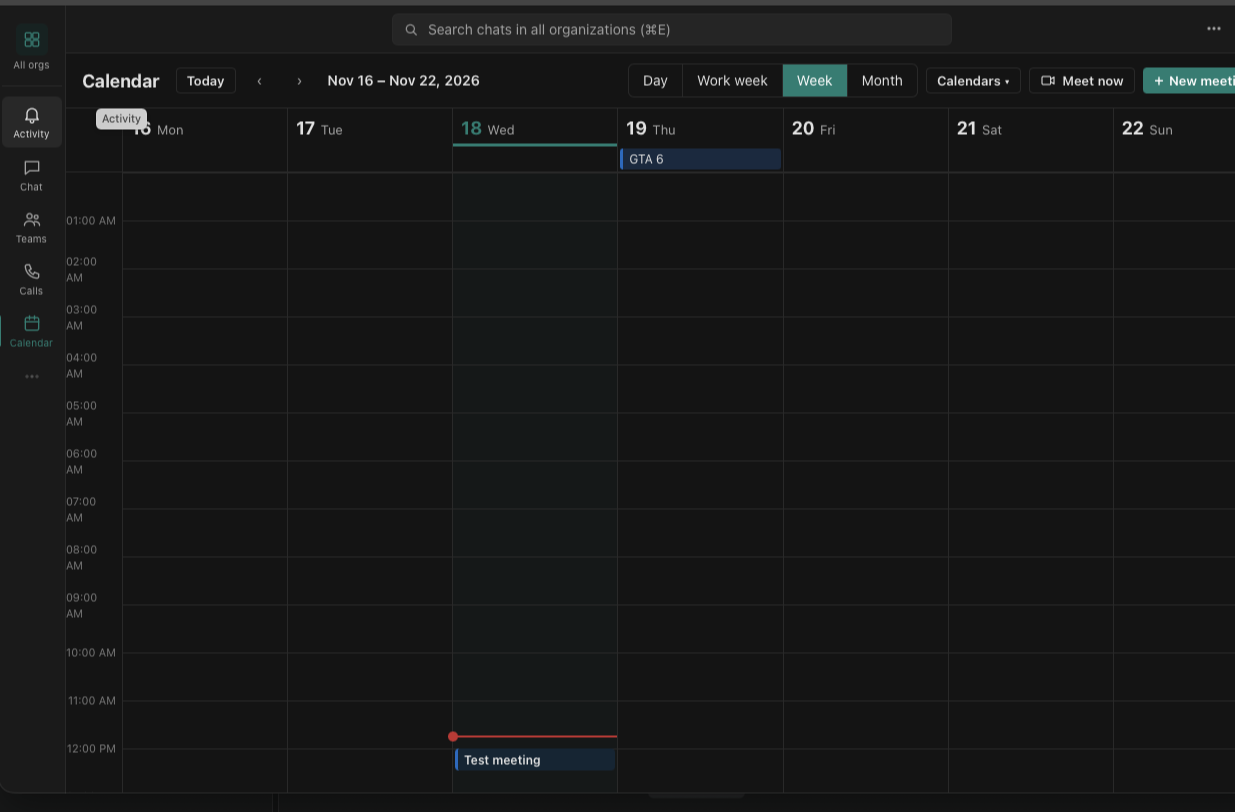 Search chats in all organizations (⌘E)
All orgs
Activity
Chat
Teams
Calls
Calendar
Calendar
Today
Nov 16 – Nov 22, 2026
Day
Work week
Week
Month
Calendars
Meet now
+ New meeti
Activity
16 Mon
17 Tue
18 Wed
19 Thu
20 Fri
21 Sat
22 Sun
GTA 6
01:00 AM
02:00
AM
03:00
AM
04:00
AM
05:00
AM
06:00
AM
07:00
AM
08:00
AM
09:00
AM
10:00 AM
11:00 AM
12:00 PM
Test meeting